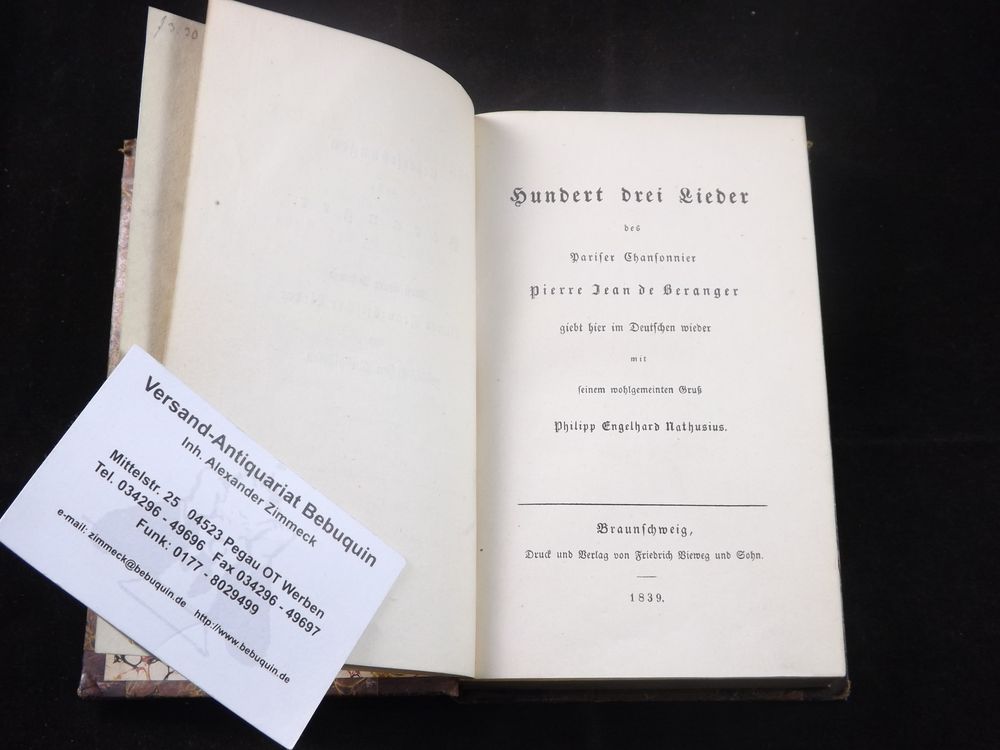 Hundert drei Lieder
des
Pariser Chansonnier
Pierre Jean de Beranger
giebt hier im Deutschen wieder
mit
seinem wohlgemeinten Gruß
Philipp Engelhard Nathusius.
Braunschweig,
Druck und Verlag von Friedrich Vieweg und Sohn.
1839.
Versand-Antiquariat Bebuquin
Inh. Alexander Zimmeck
Mittelstr. 25 04523 Pegau OT Werben
Tel. 034296 - 49696 Fax 034296 - 49697
Funk: 0177 - 8029499
e-mail: zimmeck@bebuquin.de http://www.bebuquin.de